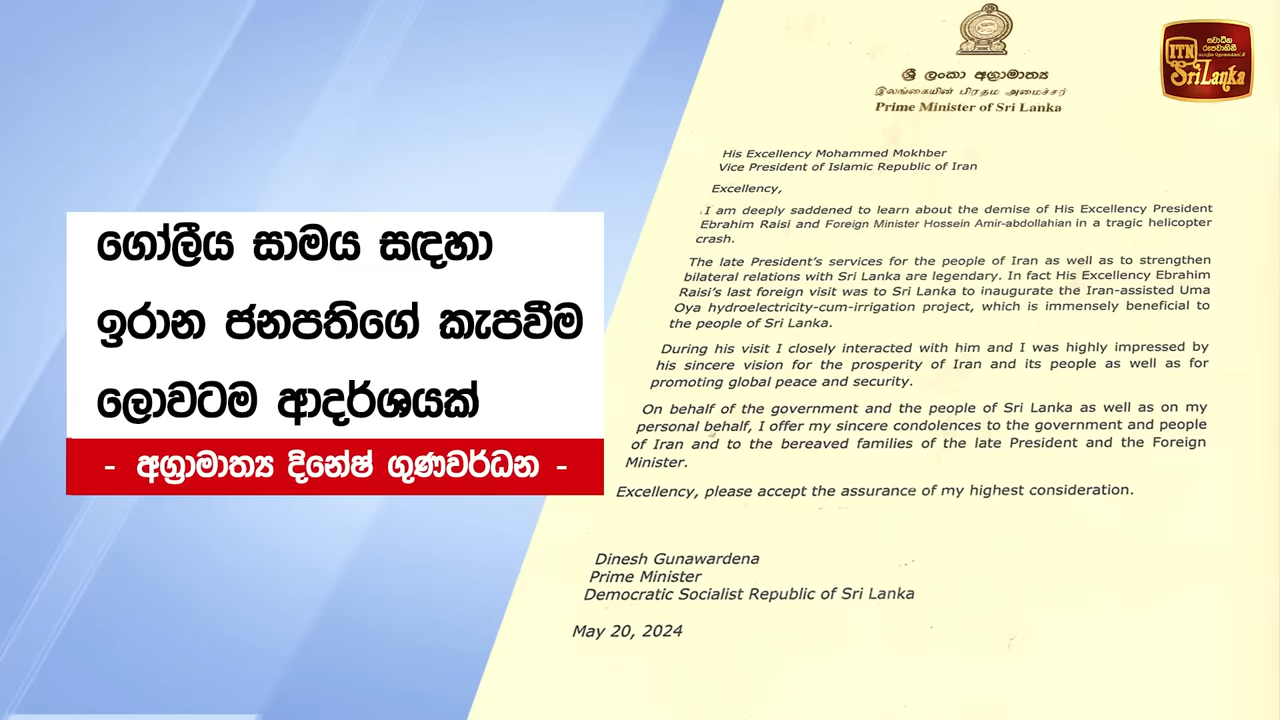 ගෝලීය සාමය සඳහා
ඉරාන ජනපතිගේ කැපවීම
ලොවටම ආදර්ශයක්
- අග්‍රාමාත්‍ය දිනේෂ් ගුණවර්ධන -
ශ්‍රී ලංකා අග්‍රාමාත්‍ය
இலங்கையின் பிரதம அமைச்சர்
Prime Minister of Sri Lanka
His Excellency Mohammed Mokhber
Vice President of Islamic Republic of Iran
Excellency,
I am deeply saddened to learn about the demise of His Excellency President
Ebrahim Raisi and Foreign Minister Hossein Amir-abdollahian in a tragic helicopter
crash.
The late President's services for the people of Iran as well as to strengthen
bilateral relations with Sri Lanka are legendary. In fact His Excellency Ebrahim
Raisi's last foreign visit was to Sri Lanka to inaugurate the Iran-assisted Uma
Oya hydroelectricity-cum-irrigation project, which is immensely beneficial to
the people of Sri Lanka.
During his visit I closely interacted with him and I was highly impressed by
his sincere vision for the prosperity of Iran and its people as well as for
promoting global peace and security.
On behalf of the government and the people of Sri Lanka as well as on my
personal behalf, I offer my sincere condolences to the government and people
of Iran and to the bereaved families of the late President and the Foreign
Minister.
Excellency, please accept the assurance of my highest consideration.
Dinesh Gunawardena
Prime Minister
Democratic Socialist Republic of Sri Lanka
May 20, 2024
ITN
ස්වාධීන
රූපවාහිනී
Sri Lanka